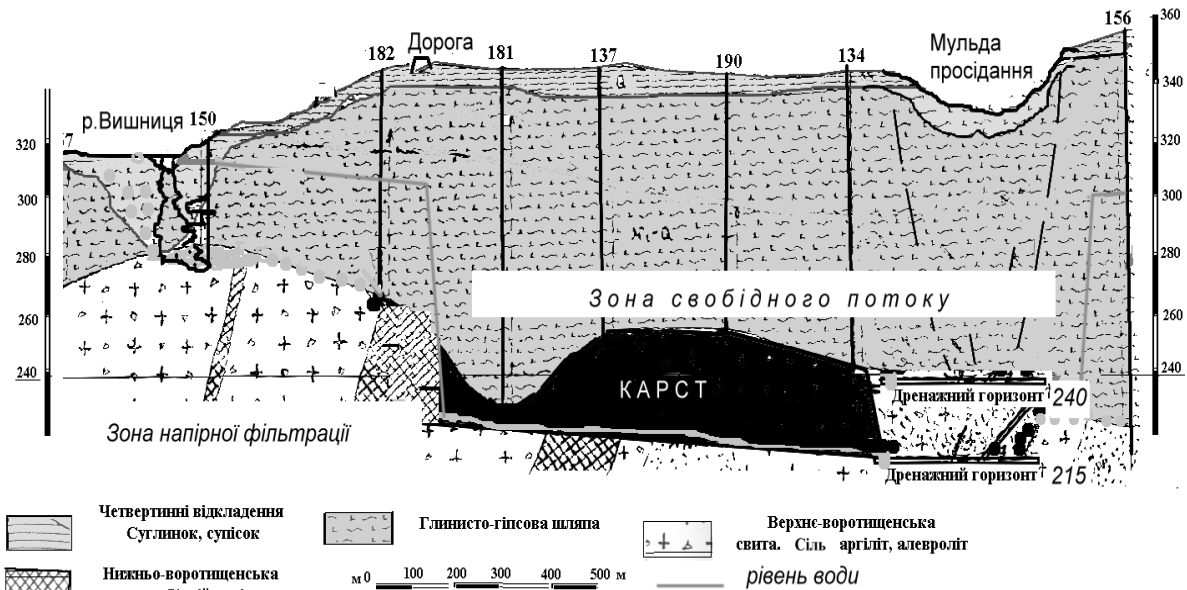 360
156
Дорога
182
181
137
190
134
Мульда
просідання
340
340
р.Вишниця
150
7
320
320
Q
300
300
280
280
N₁-Q
Зона свобідного потоку
260
260
240
240
КАРСТ
Дренажний горизонт
240
Зона напірної фільтрації
Дренажний горизонт
215
Четвертинні відкладення
Суглинок, супісок
Глинисто-гіпсова шляпа
Верхнє-воротищенська
свита. Сіль аргіліт, алевроліт
Нижньо-воротищенська
м 0 100 200 300 400 500 м
рівень води